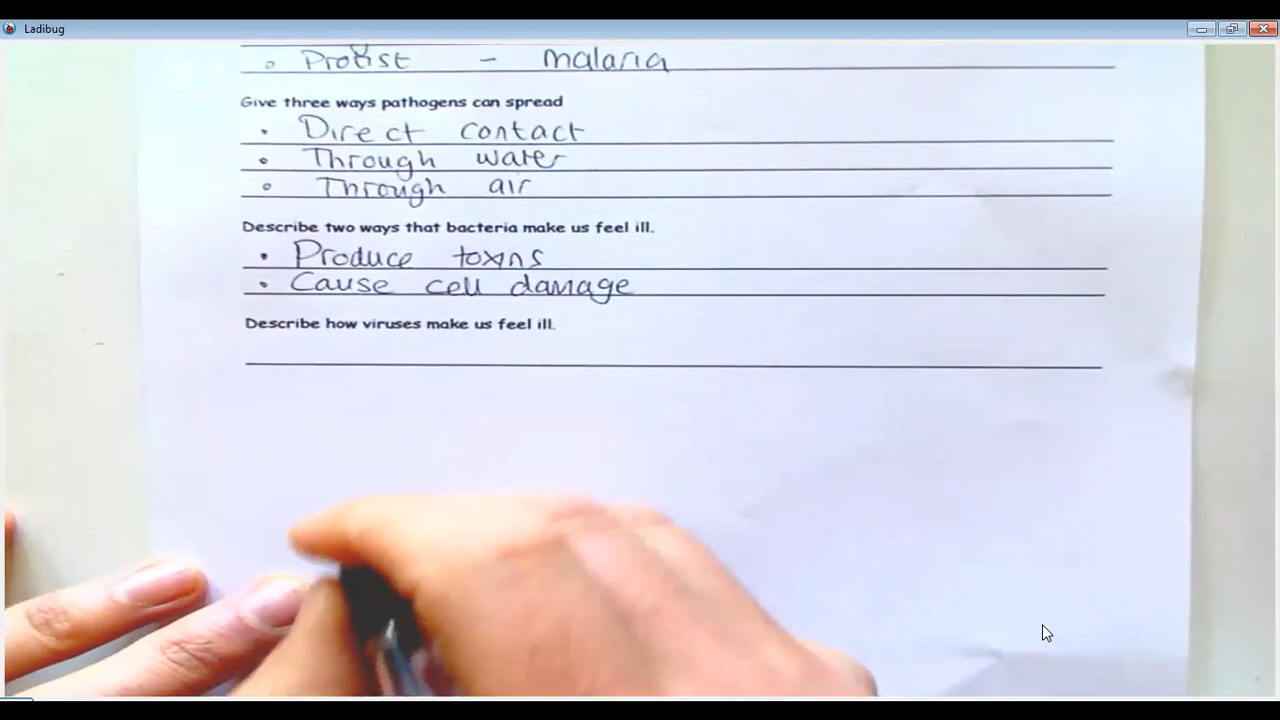 Ladibug
Protist - malaria
Give three ways pathogens can spread
• Direct contact
• Through water
• Through air
Describe two ways that bacteria make us feel ill.
• Produce toxins
• Cause cell damage
Describe how viruses make us feel ill.